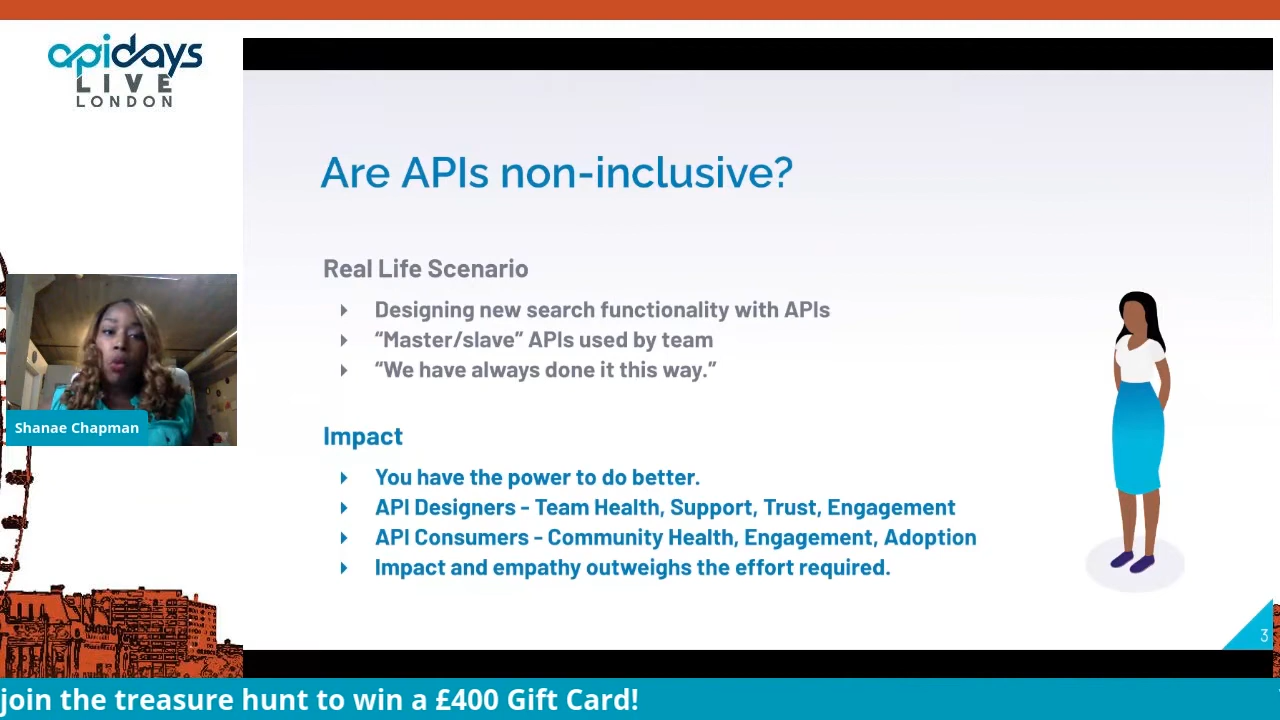 apidays
LIVE
LONDON
Are APIs non-inclusive?
Real Life Scenario
Designing new search functionality with APIs
“Master/slave” APIs used by team
“We have always done it this way.”
Shanae Chapman
Impact
You have the power to do better.
API Designers - Team Health, Support, Trust, Engagement
API Consumers - Community Health, Engagement, Adoption
Impact and empathy outweighs the effort required.
3
join the treasure hunt to win a £400 Gift Card!